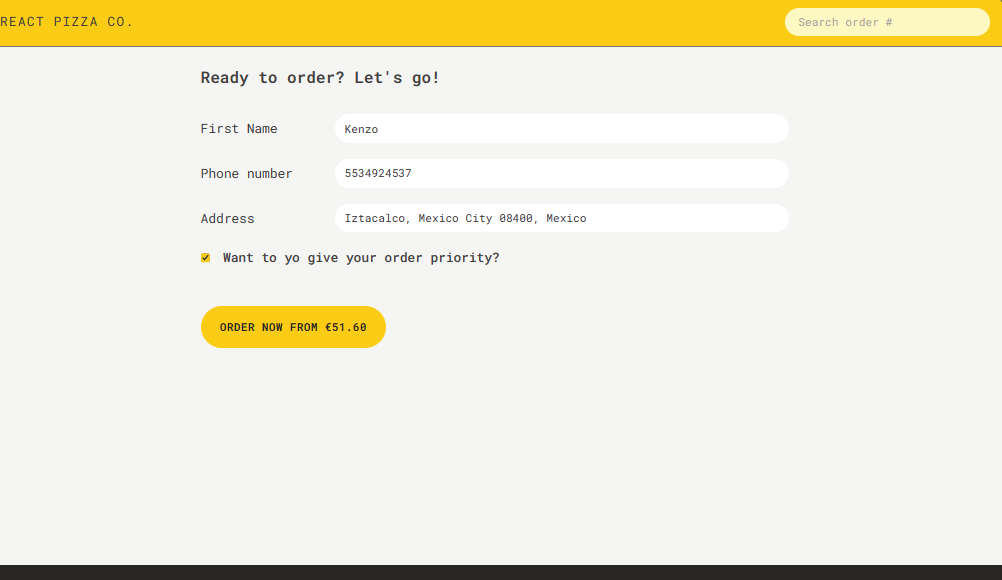 REACT PIZZA CO.
Search order #
Ready to order? Let's go!
First Name
Kenzo
Phone number
5534924537
Address
Iztacalco, Mexico City 08400, Mexico
Want to yo give your order priority?
ORDER NOW FROM €51.60